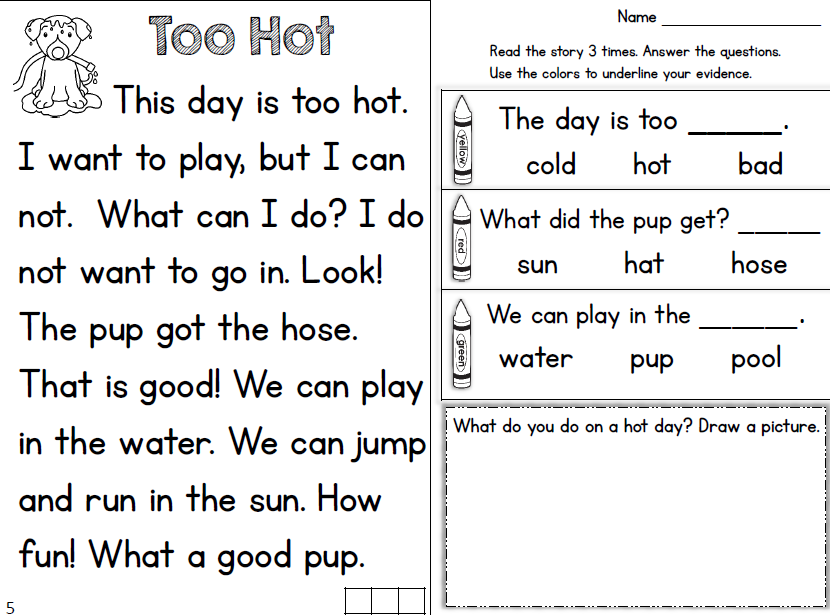 Too Hot
This day is too hot.
I want to play, but I can
not.  What can I do? I do
not want to go in. Look!
The pup got the hose.
That is good! We can play
in the water. We can jump
and run in the sun. How
fun! What a good pup.
5
Name ____________________
Read the story 3 times. Answer the questions.
Use the colors to underline your evidence.
yellow
The day is too ______.
cold hot bad
red
What did the pup get? ______
sun hat hose
green
We can play in the ______.
water pup pool
What do you do on a hot day? Draw a picture.